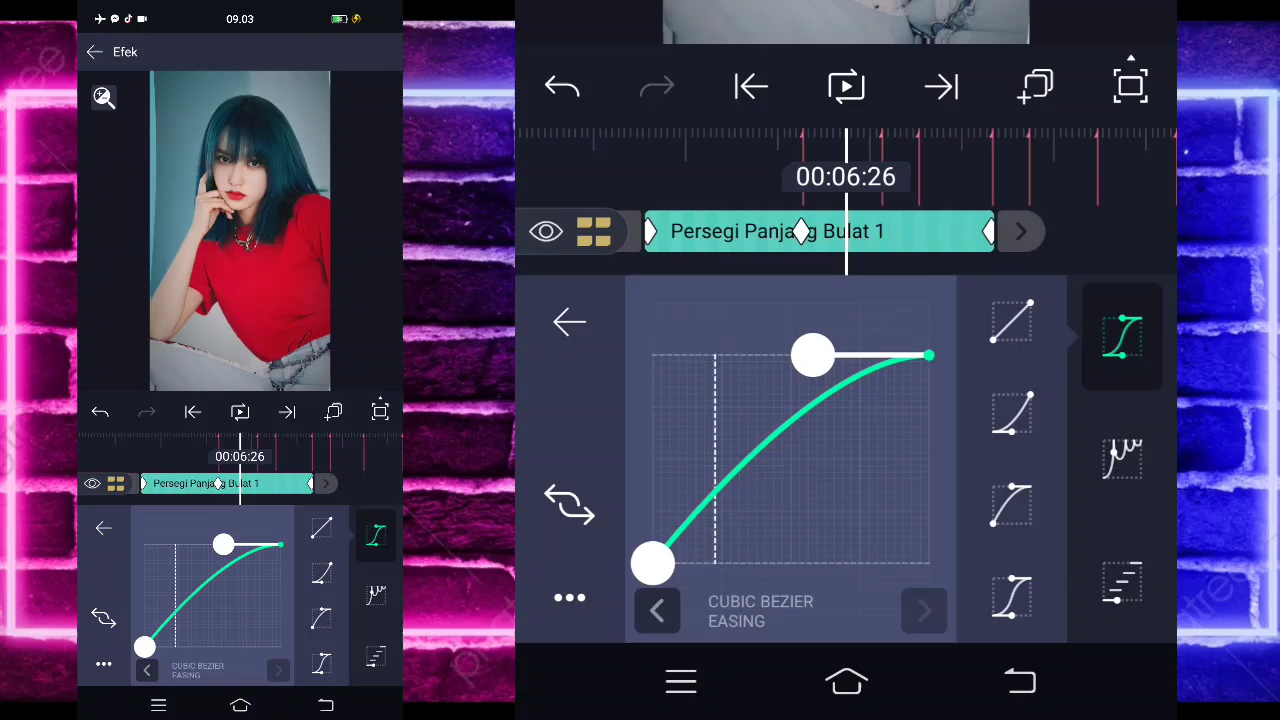 09.03
Efek
00:06:26
Persegi Panjang Bulat 1
CUBIC BEZIER
EASING
00:06:26
Persegi Panjang Bulat 1
CUBIC BEZIER
EASING